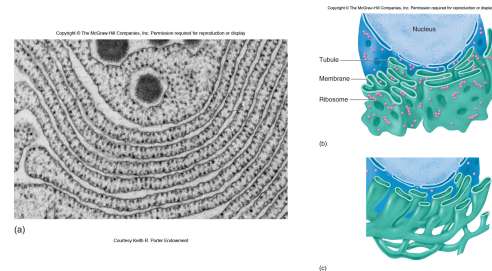 Copyright © The McGraw-Hill Companies, Inc. Permission required for reproduction or display
(a)
Courtesy Keith R. Porter Endowment
Copyright © The McGraw-Hill Companies, Inc. Permission required for reproduction or displa
Nucleus
Tubule
Membrane
Ribosome
(b)
(c)